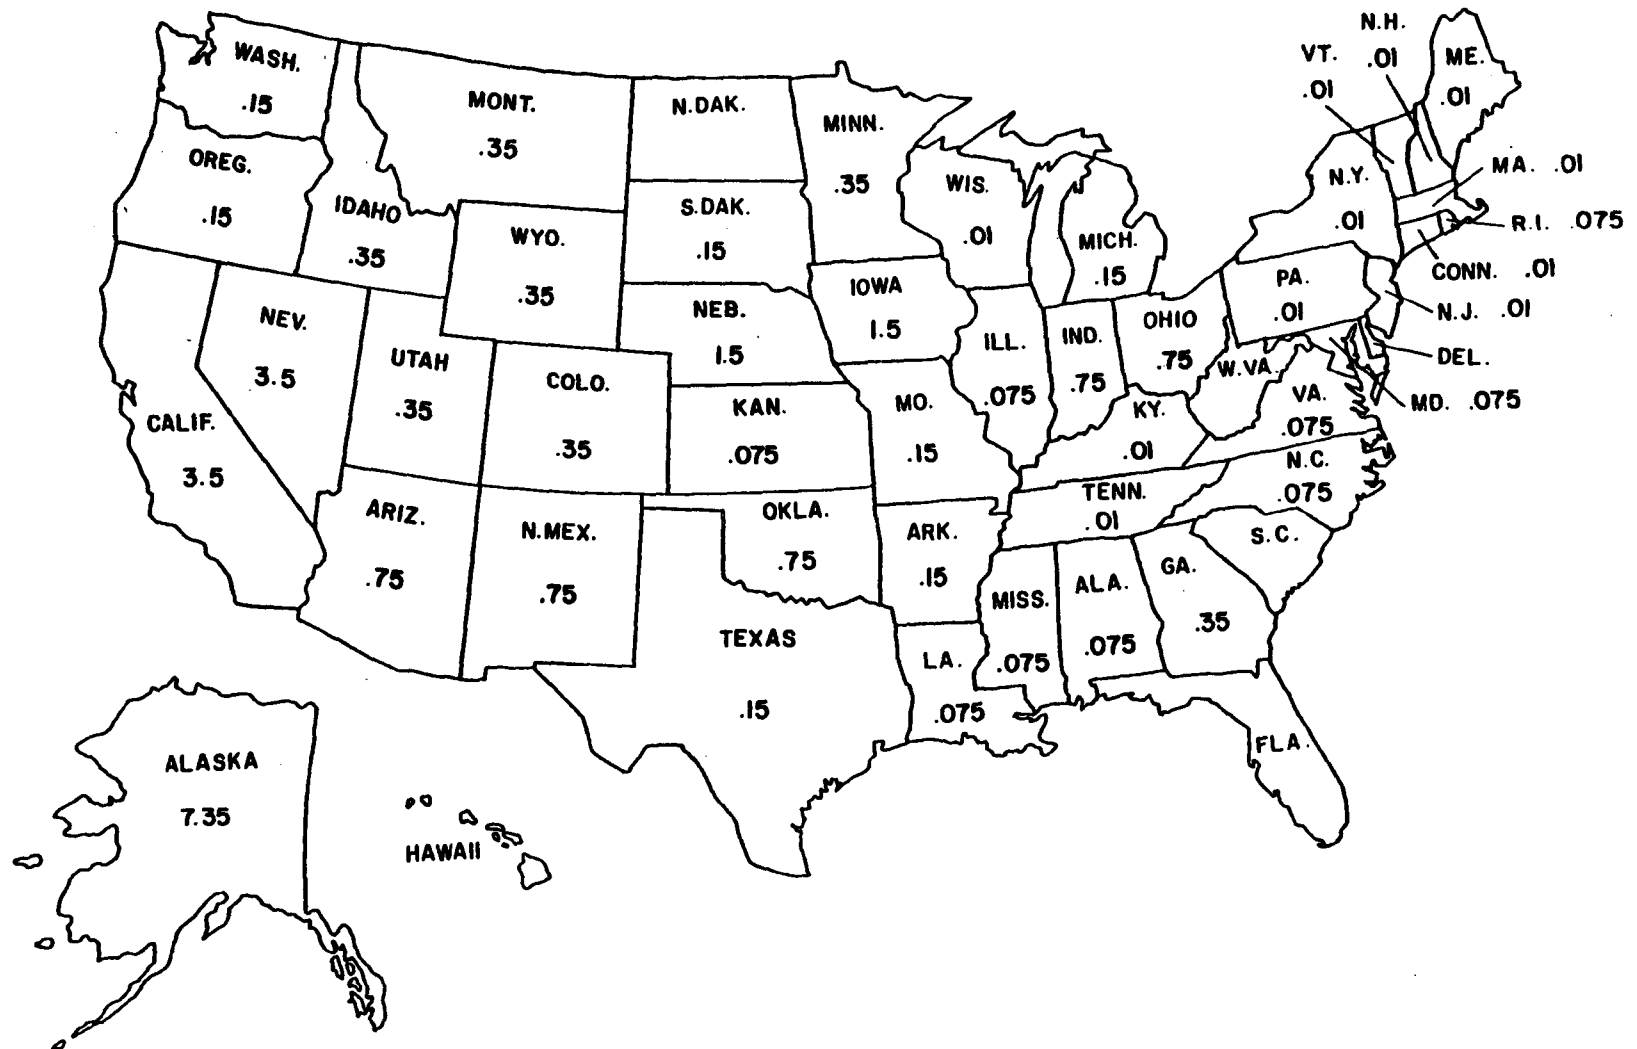 WASH.
.15
OREG.
.15
IDAHO
.35
MONT.
.35
N.DAK.
MINN.
.35
WIS.
.01
MICH.
.15
S.DAK.
.15
WYO.
.35
NEB.
1.5
IOWA
1.5
NEV.
3.5
UTAH
.35
COLO.
.35
KAN.
.075
CALIF.
3.5
MO.
.15
ILL.
.075
IND.
.75
OHIO
.75
W.VA.
KY.
.01
VA.
.075
PA.
.01
N.Y.
.01
VT.
.01
N.H.
.01
ME.
.01
MA. .01
R.I. .075
CONN. .01
N.J. .01
DEL.
MD. .075
ARIZ.
.75
N.MEX.
.75
OKLA.
.75
TEXAS
.15
ARK.
.15
LA.
.075
TENN.
.01
N.C.
.075
S.C.
MISS.
.075
ALA.
.075
GA.
.35
FLA.
ALASKA
7.35
HAWAII